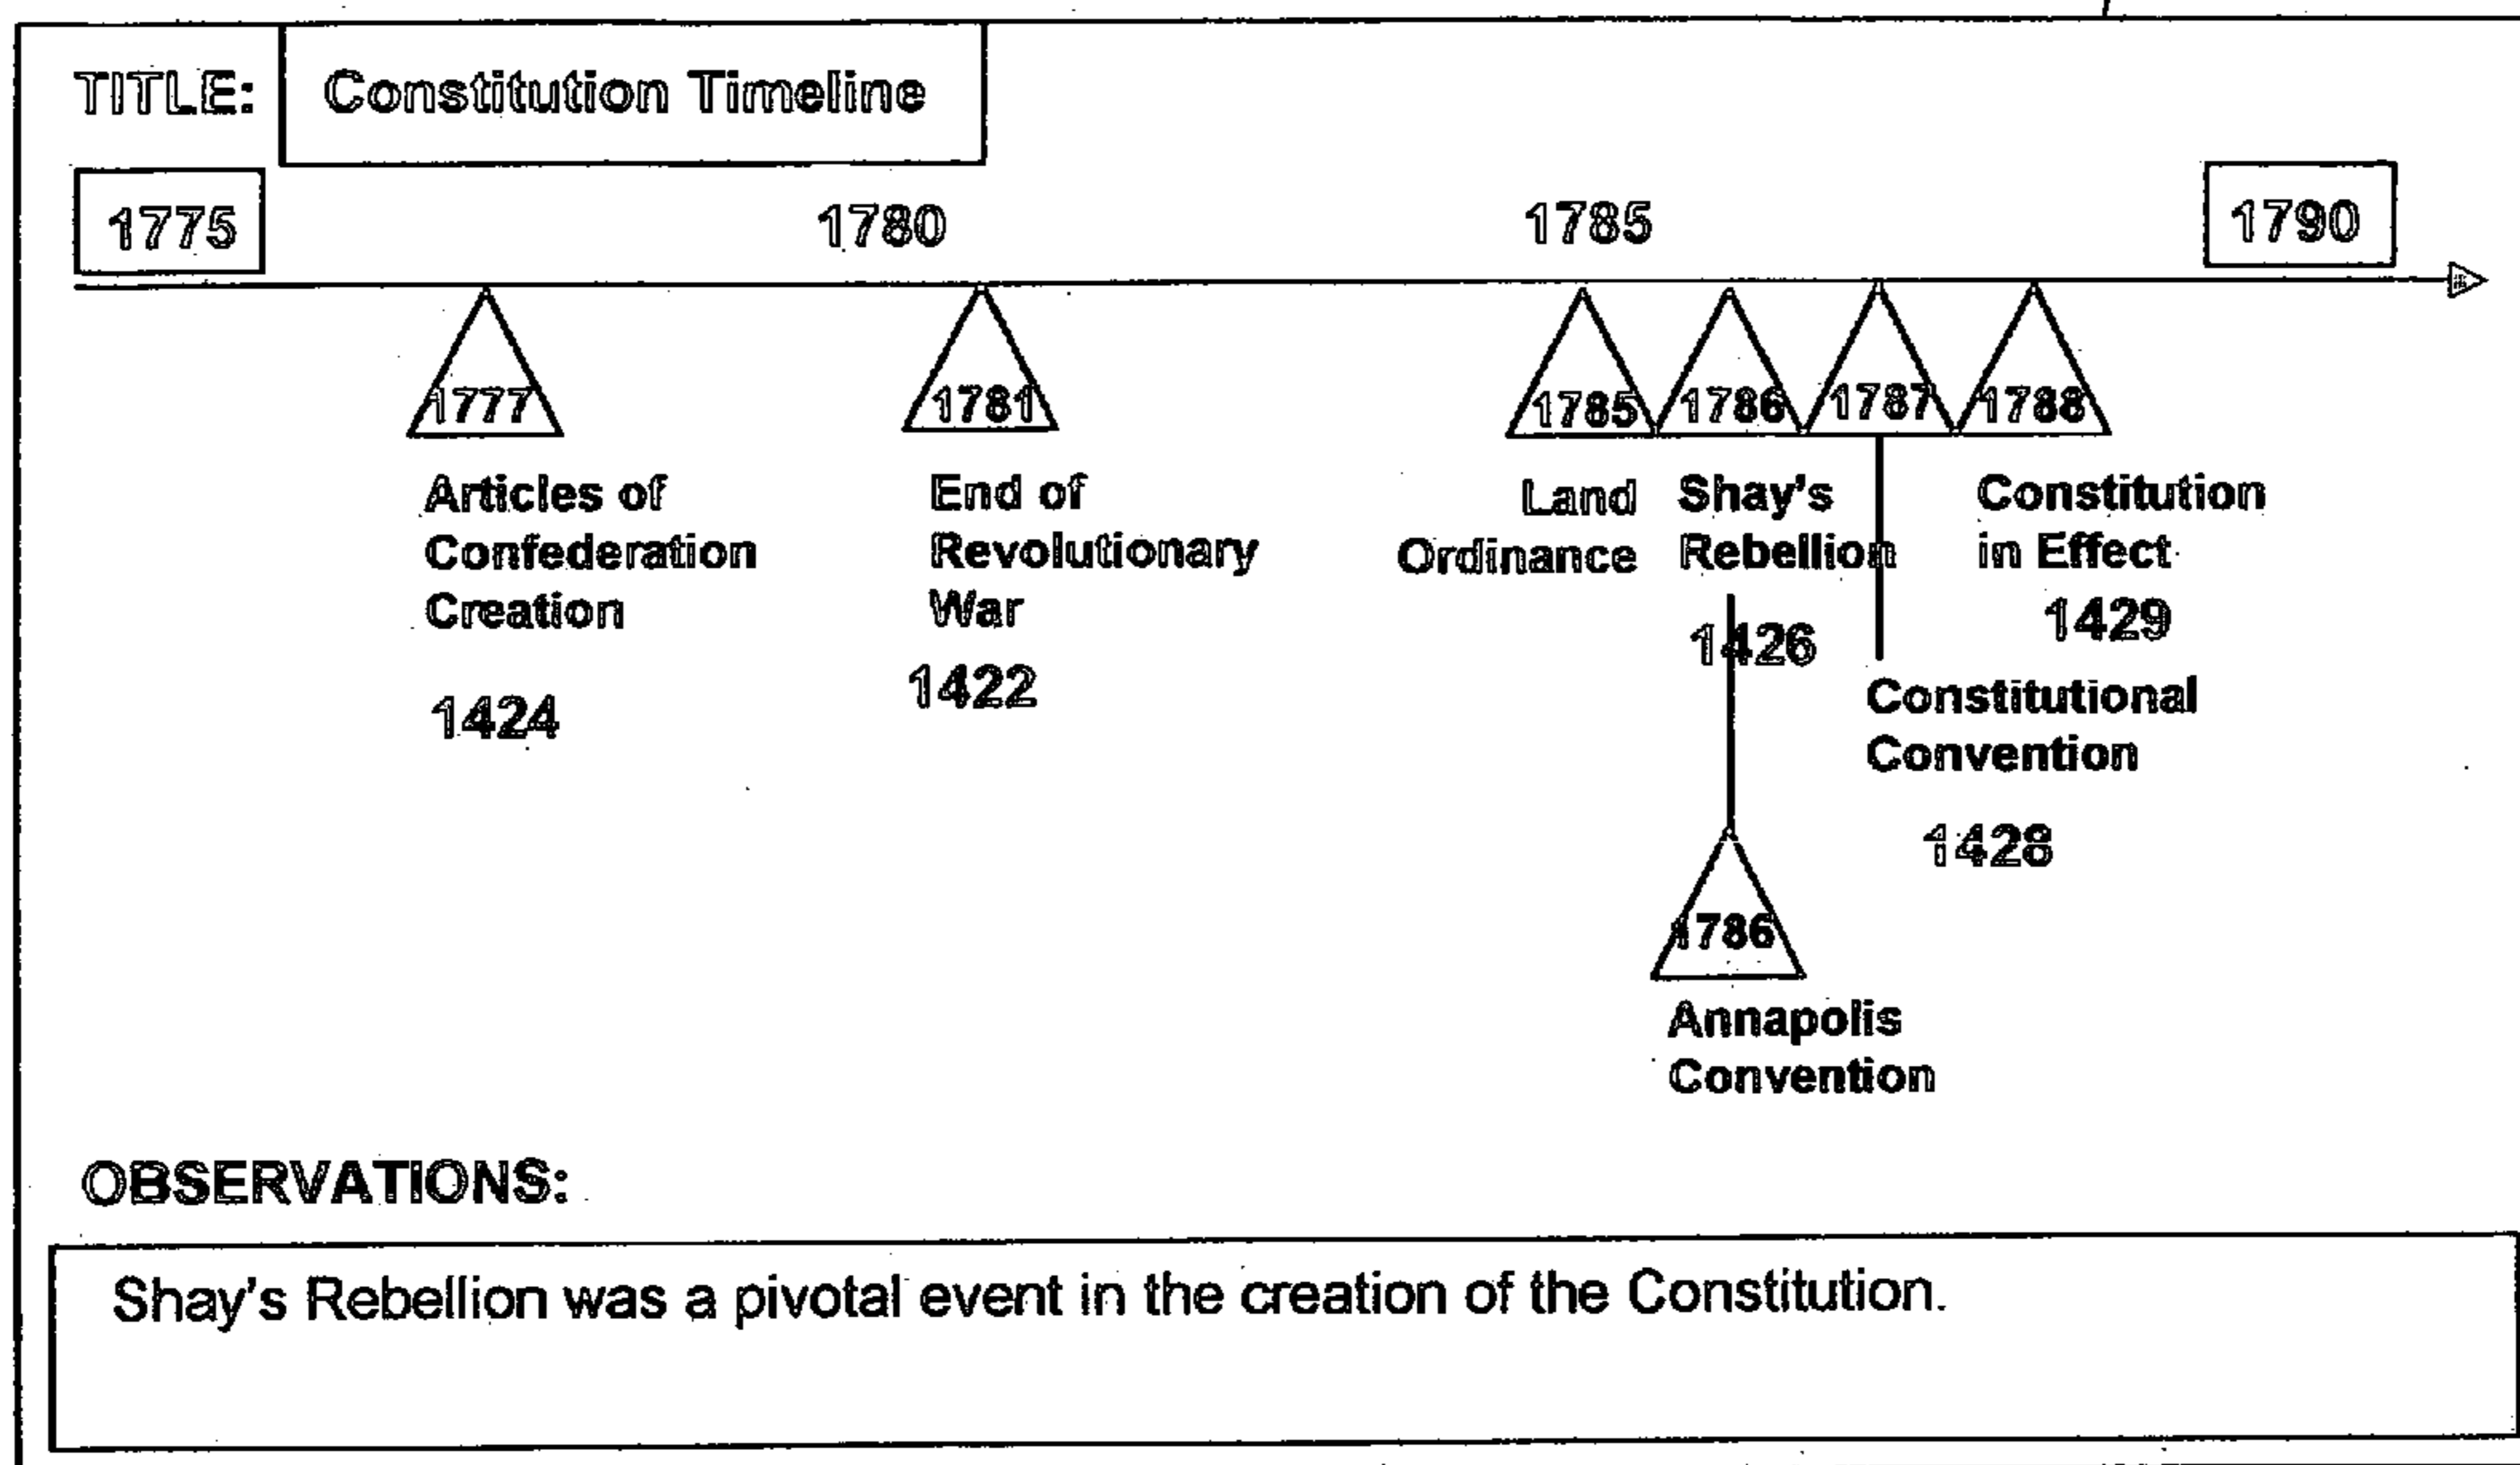 TITLE: Constitution Timeline
1775 1780 1785 1790
1777 1781 1785 1786 1787 1788
Articles of
Confederation
Creation
1424
End of
Revolutionary
War
1422
Land
Ordinance
Shay's
Rebellion
1426
Constitution
in Effect
1429
Constitutional
Convention
1428
1786
Annapolis
Convention
OBSERVATIONS:
Shay's Rebellion was a pivotal event in the creation of the Constitution.